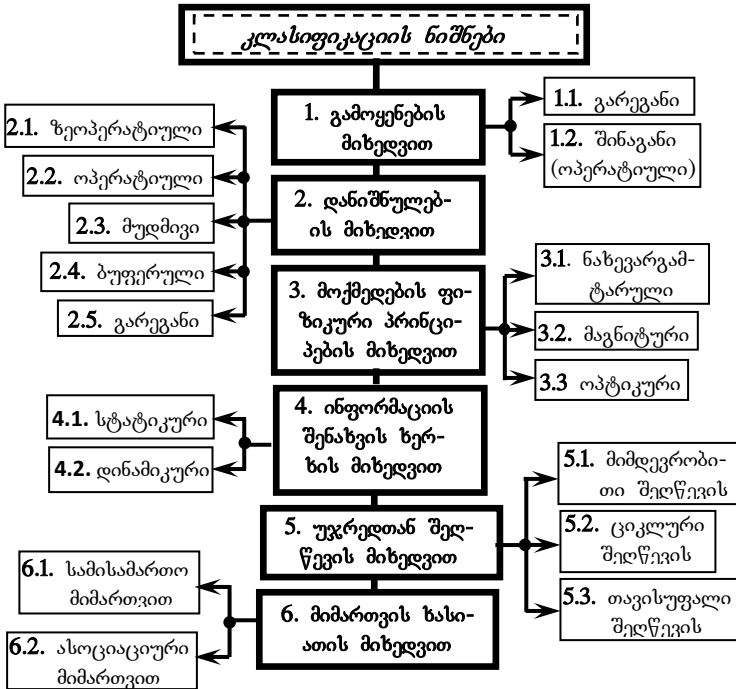 კლასიფიკაციის ნიშნები
1. გამოყენების
მიხედვით
1.1. გარეგანი
1.2. შინაგანი
(ოპერატიული)
2. დანიშნულებ-
ის მიხედვით
2.1. ზეოპერატიული
2.2. ოპერატიული
2.3. მუდმივი
2.4. ბუფერული
2.5. გარეგანი
3. მოქმედების ფი-
ზიკური პრინცი-
პების მიხედვით
3.1. ნახევარგამ-
ტარული
3.2. მაგნიტური
3.3 ოპტიკური
4. ინფორმაციის
შენახვის ხერ-
ხის მიხედვით
4.1. სტატიკური
4.2. დინამიკური
5. უჯრედთან შეღ-
წევის მიხედვით
5.1. მიმდევრობი-
თი შეღწევის
5.2. ციკლური
შეღწევის
5.3. თავისუფალი
შეღწევის
6. მიმართვის ხასი-
ათის მიხედვით
6.1. სამისამართო
მიმართვით
6.2. ასოციაციური
მიმართვით